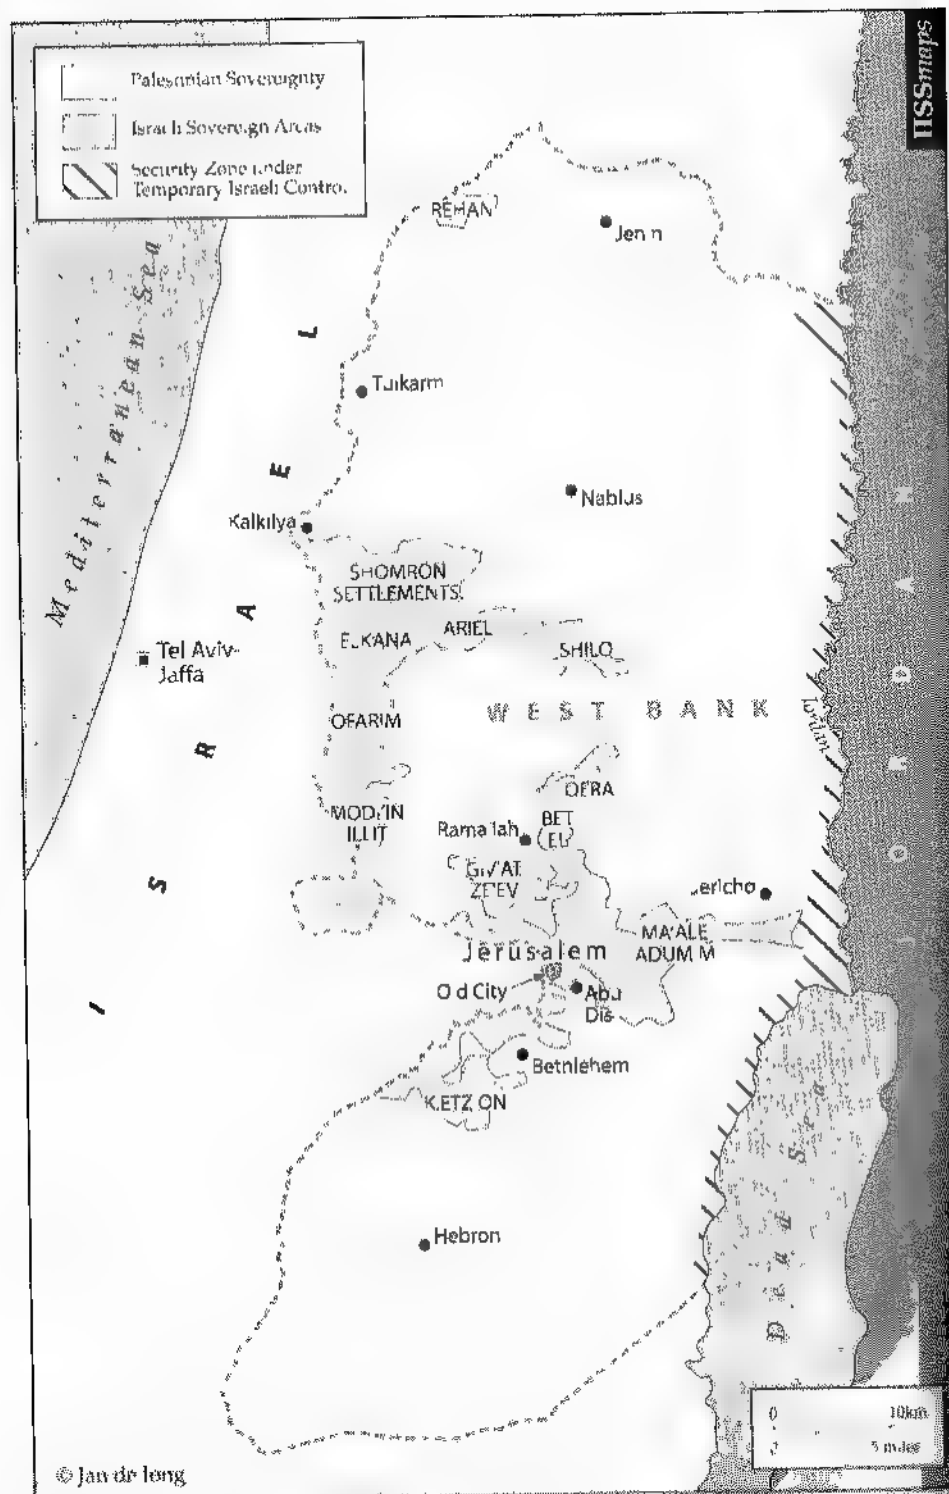 IISSmaps
Palestinian Sovereignty
Israeli Sovereign Areas
Security Zone under
Temporary Israeli Control
Mediterranean Sea
ISRAEL
REHAN
Jenin
Tulkarm
Nablus
Kalkilya
SHOMRON
SETTLEMENTS
ELKANA
ARIEL
SHILO
Tel Aviv-
Jaffa
OFARIM
WEST BANK
Jordan
JORDAN
OFRA
MODI'IN
ILLIT
BET
EL
Ramallah
GIV'AT
ZE'EV
Jericho
MA'ALE
ADUMIM
Jerusalem
Old City
Abu
Dis
Bethlehem
K.ETZION
Hebron
Dead Sea
0 10km
5 miles
© Jan de Jong